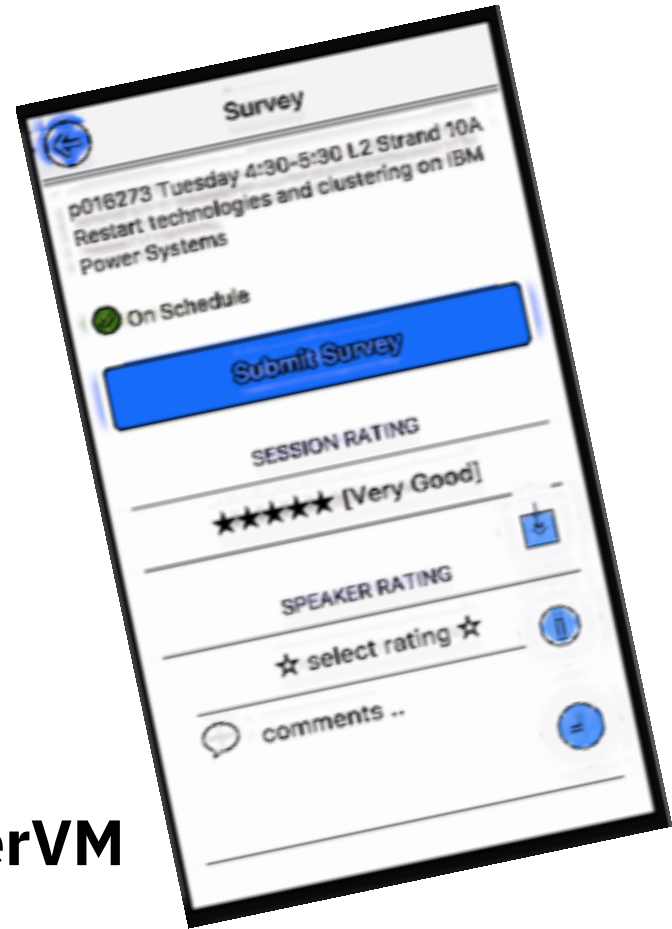 Survey
p016273 Tuesday 4:30-5:30 L2 Strand 10A
Restart technologies and clustering on IBM
Power Systems
On Schedule
Submit Survey
SESSION RATING
★★★★★ [Very Good]
SPEAKER RATING
☆ select rating ☆
comments ..
erVM